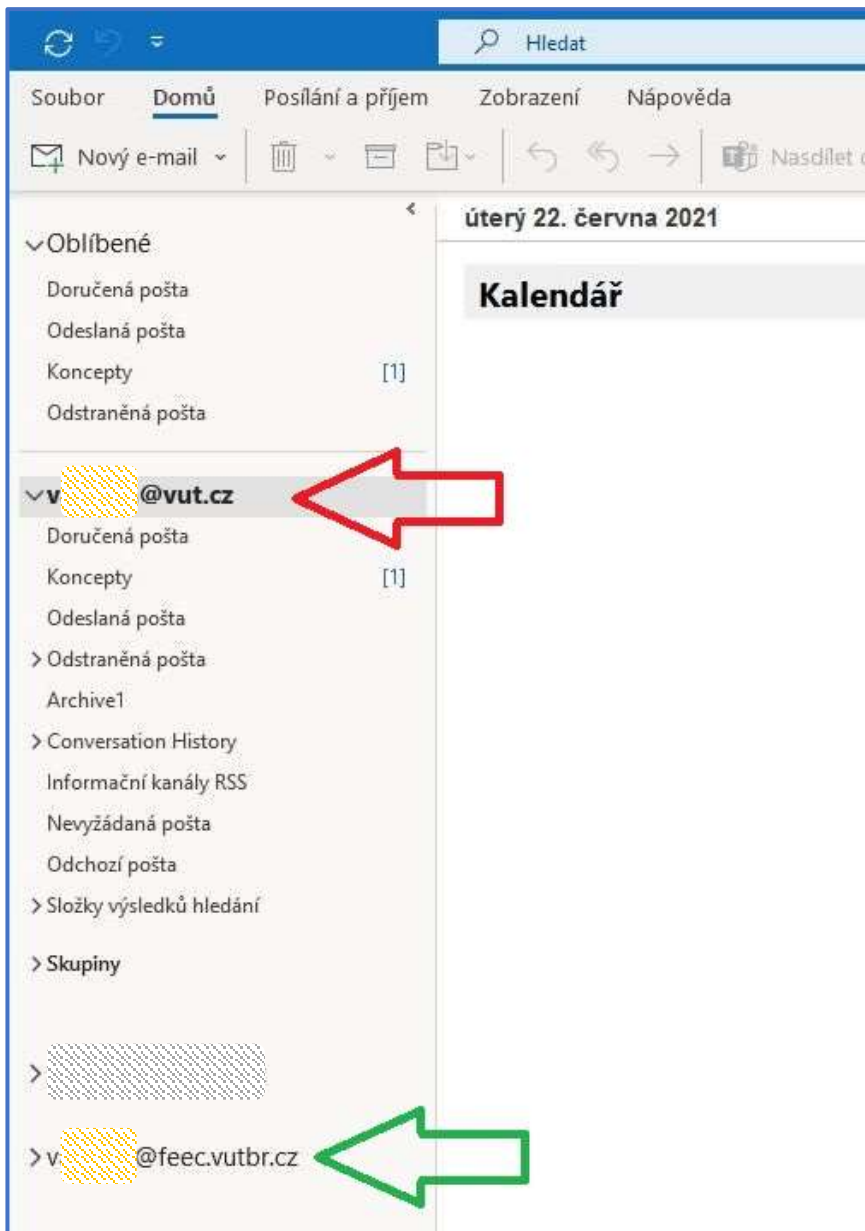 Hledat
Soubor Domů Posílání a příjem Zobrazení Nápověda
Nový e-mail Nasdílet
úterý 22. června 2021
Oblíbené
Kalendář
Doručená pošta
Odeslaná pošta
Koncepty [1]
Odstraněná pošta
v @vut.cz
Doručená pošta
Koncepty [1]
Odeslaná pošta
Odstraněná pošta
Archive1
Conversation History
Informační kanály RSS
Nevyžádaná pošta
Odchozí pošta
Složky výsledků hledání
Skupiny
v @feec.vutbr.cz